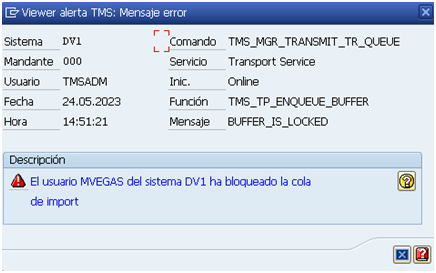 Viewer alerta TMS: Mensaje error
Sistema DV1 Comando TMS_MGR_TRANSMIT_TR_QUEUE
Mandante 000 Servicio Transport Service
Usuario TMSADM Inic. Online
Fecha 24.05.2023 Función TMS_TP_ENQUEUE_BUFFER
Hora 14:51:21 Mensaje BUFFER_IS_LOCKED
Descripción
El usuario MVEGAS del sistema DV1 ha bloqueado la cola
de import